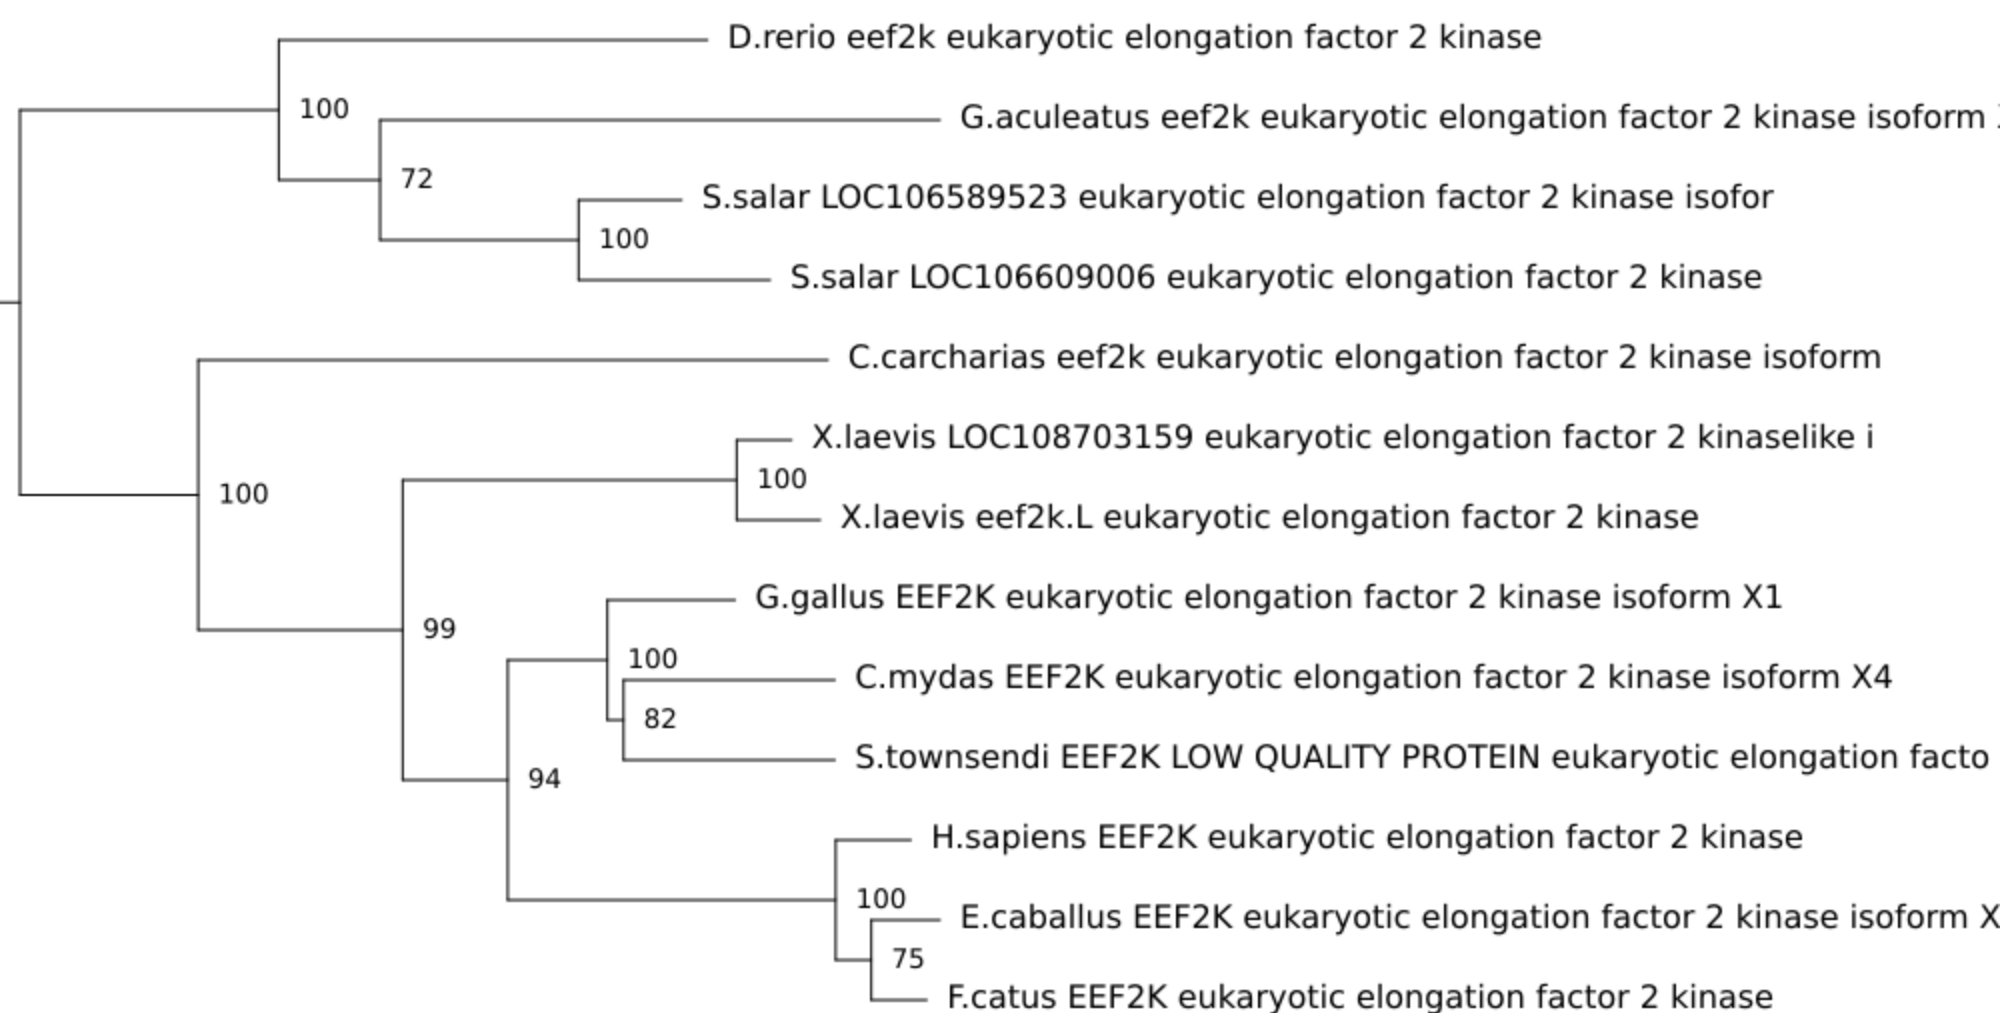 D.rerio eef2k eukaryotic elongation factor 2 kinase
100
G.aculeatus eef2k eukaryotic elongation factor 2 kinase isoform
72
S.salar LOC106589523 eukaryotic elongation factor 2 kinase isofor
100
S.salar LOC106609006 eukaryotic elongation factor 2 kinase
C.carcharias eef2k eukaryotic elongation factor 2 kinase isoform
X.laevis LOC108703159 eukaryotic elongation factor 2 kinaselike i
100
100
X.laevis eef2k.L eukaryotic elongation factor 2 kinase
G.gallus EEF2K eukaryotic elongation factor 2 kinase isoform X1
99
100
C.mydas EEF2K eukaryotic elongation factor 2 kinase isoform X4
82
S.townsendi EEF2K LOW QUALITY PROTEIN eukaryotic elongation facto
94
H.sapiens EEF2K eukaryotic elongation factor 2 kinase
100
E.caballus EEF2K eukaryotic elongation factor 2 kinase isoform X
75
F.catus EEF2K eukaryotic elongation factor 2 kinase